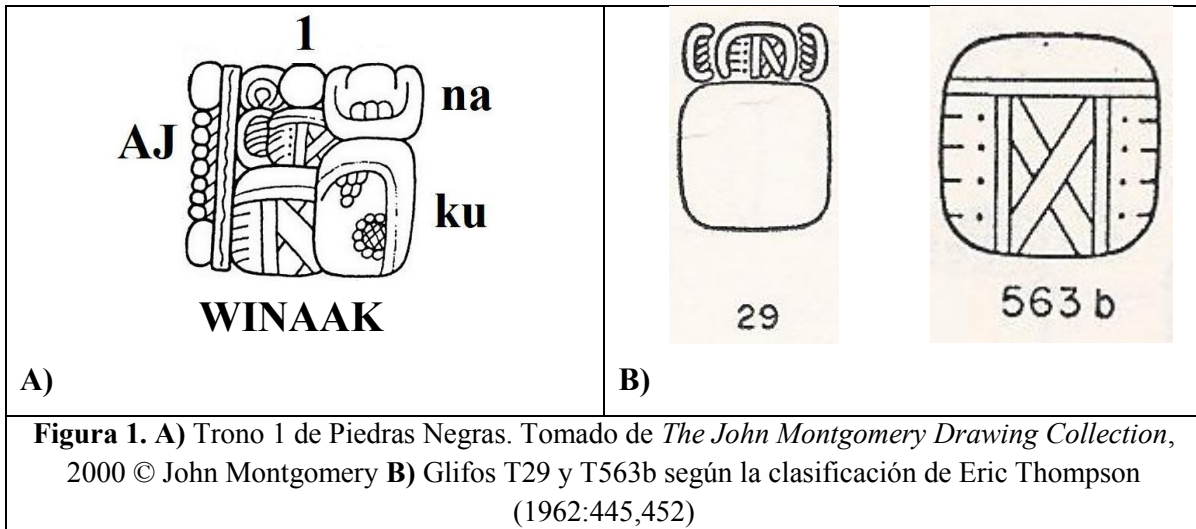 1
na
AJ
ku
WINAAK
A)
29
563 b
B)
Figura 1. A) Trono 1 de Piedras Negras. Tomado de The John Montgomery Drawing Collection,
2000 © John Montgomery B) Glifos T29 y T563b según la clasificación de Eric Thompson
(1962:445,452)